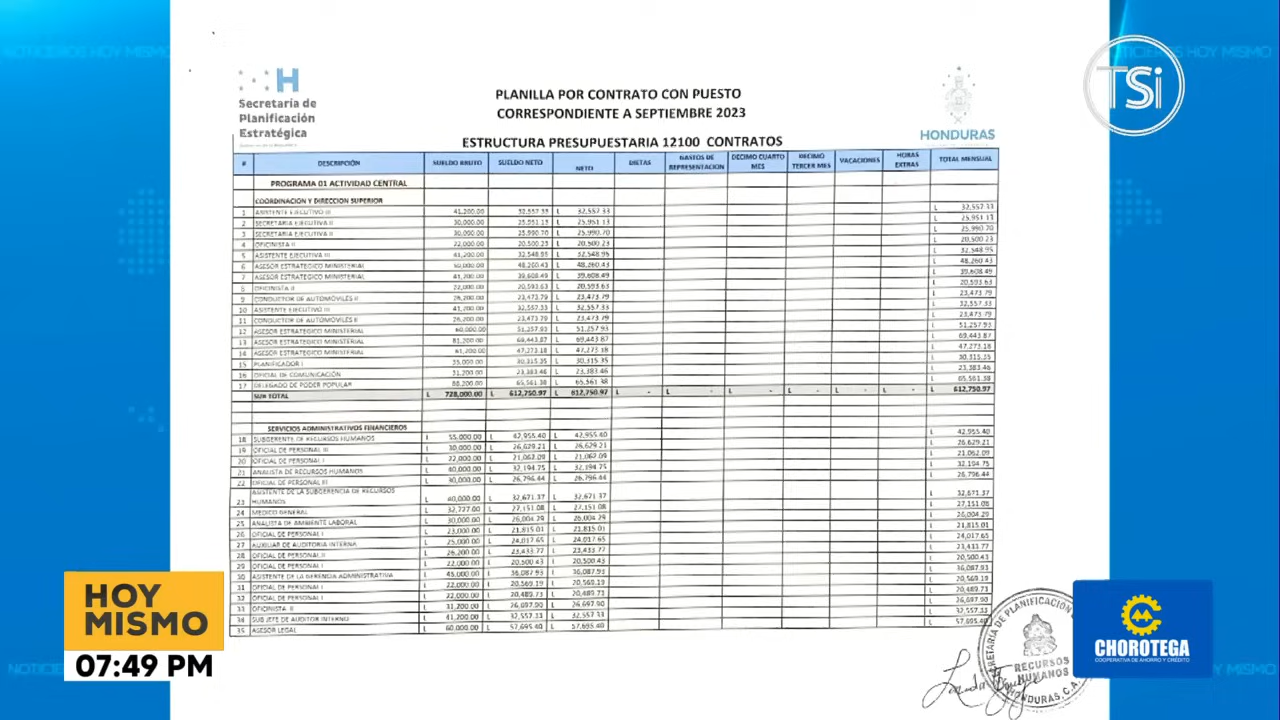 NOTICIEROS HOY MISMO
TSi
H
Secretaría de
Planificación
Estratégica
PLANILLA POR CONTRATO CON PUESTO
CORRESPONDIENTE A SEPTIEMBRE 2023
ESTRUCTURA PRESUPUESTARIA 12100 CONTRATOS
HONDURAS
# DESCRIPCIÓN SUELDO BRUTO SUELDO NETO NETO DIETAS GASTOS DE REPRESENTACION DECIMO CUARTO MES DECIMO TERCER MES VACACIONES HORAS EXTRAS TOTAL MENSUAL
PROGRAMA 01 ACTIVIDAD CENTRAL
COORDINACION Y DIRECCION SUPERIOR
1 ASISTENTE EJECUTIVO III 41,200.00 32,557.33 L 32,557.33 L 32,557.33
2 SECRETARIA EJECUTIVA II 30,000.00 25,951.13 L 25,951.13 L 25,951.13
3 SECRETARIA EJECUTIVA II 30,000.00 25,990.70 L 25,990.70 L 25,990.70
4 OFICINISTA II 22,000.00 20,500.23 L 20,500.23 L 20,500.23
5 ASISTENTE EJECUTIVA III 41,200.00 32,548.95 L 32,548.95 L 32,548.95
6 ASESOR ESTRATEGICO MINISTERIAL 48,260.43 L 48,260.43 L 48,260.43
7 ASESOR ESTRATEGICO MINISTERIAL 39,608.49 L 39,608.49 L 39,608.49
8 OFICINISTA II 22,000.00 20,593.63 L 20,593.63 L 20,593.63
9 CONDUCTOR DE AUTOMÓVILES II 26,200.00 23,473.79 L 23,473.79 L 23,473.79
10 ASISTENTE EJECUTIVO III 41,200.00 32,557.33 L 32,557.33 L 32,557.33
11 CONDUCTOR DE AUTOMÓVILES II 26,200.00 23,473.79 L 23,473.79 L 23,473.79
12 ASESOR ESTRATEGICO MINISTERIAL 60,000.00 51,257.93 L 51,257.93 L 51,257.93
13 ASESOR ESTRATEGICO MINISTERIAL 81,200.00 69,443.87 L 69,443.87 L 69,443.87
14 ASESOR ESTRATEGICO MINISTERIAL 47,273.18 L 47,273.18 L 47,273.18
15 PLANIFICADOR I 35,000.00 30,315.35 L 30,315.35 L 30,315.35
16 OFICIAL DE COMUNICACIÓN 31,200.00 23,383.46 L 23,383.46 L 23,383.46
17 DELEGADO DE PODER POPULAR 88,200.00 65,561.38 L 65,561.38 L 65,561.38
SUB TOTAL L 728,000.00 L 612,750.97 L 612,750.97 L - L - L - L - L - L - L 612,750.97
SERVICIOS ADMINISTRATIVOS FINANCIEROS
18 SUBGERENTE DE RECURSOS HUMANOS L 55,000.00 L 42,955.40 L 42,955.40 L 42,955.40
19 OFICIAL DE PERSONAL III L 30,000.00 L 26,629.21 L 26,629.21 L 26,629.21
20 OFICIAL DE PERSONAL I L 22,000.00 L 21,062.09 L 21,062.09 L 21,062.09
21 ANALISTA DE RECURSOS HUMANOS L 40,000.00 L 32,194.75 L 32,194.75 L 32,194.75
22 OFICIAL DE PERSONAL III L 30,000.00 L 26,796.44 L 26,796.44 L 26,796.44
23 ASISTENTE DE LA SUBGERENCIA DE RECURSOS HUMANOS L 40,000.00 L 32,671.37 L 32,671.37 L 32,671.37
24 MEDICO GENERAL L 32,777.00 L 27,151.08 L 27,151.08 L 27,151.08
25 ANALISTA DE AMBIENTE LABORAL L 30,000.00 L 26,004.29 L 26,004.29 L 26,004.29
26 OFICIAL DE PERSONAL I L 23,000.00 L 21,815.01 L 21,815.01 L 21,815.01
27 AUXILIAR DE AUDITORIA INTERNA L 25,000.00 L 24,017.65 L 24,017.65 L 24,017.65
28 OFICIAL DE PERSONAL II L 26,200.00 L 23,433.77 L 23,433.77 L 23,433.77
29 OFICIAL DE PERSONAL I L 22,000.00 L 20,500.43 L 20,500.43 L 20,500.43
30 ASISTENTE DE LA GERENCIA ADMINISTRATIVA L 45,000.00 L 36,087.93 L 36,087.93 L 36,087.93
31 OFICIAL DE PERSONAL I L 22,000.00 L 20,569.19 L 20,569.19 L 20,569.19
32 OFICIAL DE PERSONAL I L 22,000.00 L 20,489.73 L 20,489.73 L 20,489.73
33 OFICINISTA II L 31,200.00 L 26,697.90 L 26,697.90 L 26,697.90
34 SUB JEFE DE AUDITOR INTERNO L 41,200.00 L 32,557.33 L 32,557.33 L 32,557.33
35 ASESOR LEGAL L 60,000.00 L 57,695.40 L 57,695.40 L 57,695.40
RECURSOS
HUMANOS
HONDURAS, C.A.
HOY
MISMO
07:49 PM
CHOROTEGA
COOPERATIVA DE AHORRO Y CRÉDITO